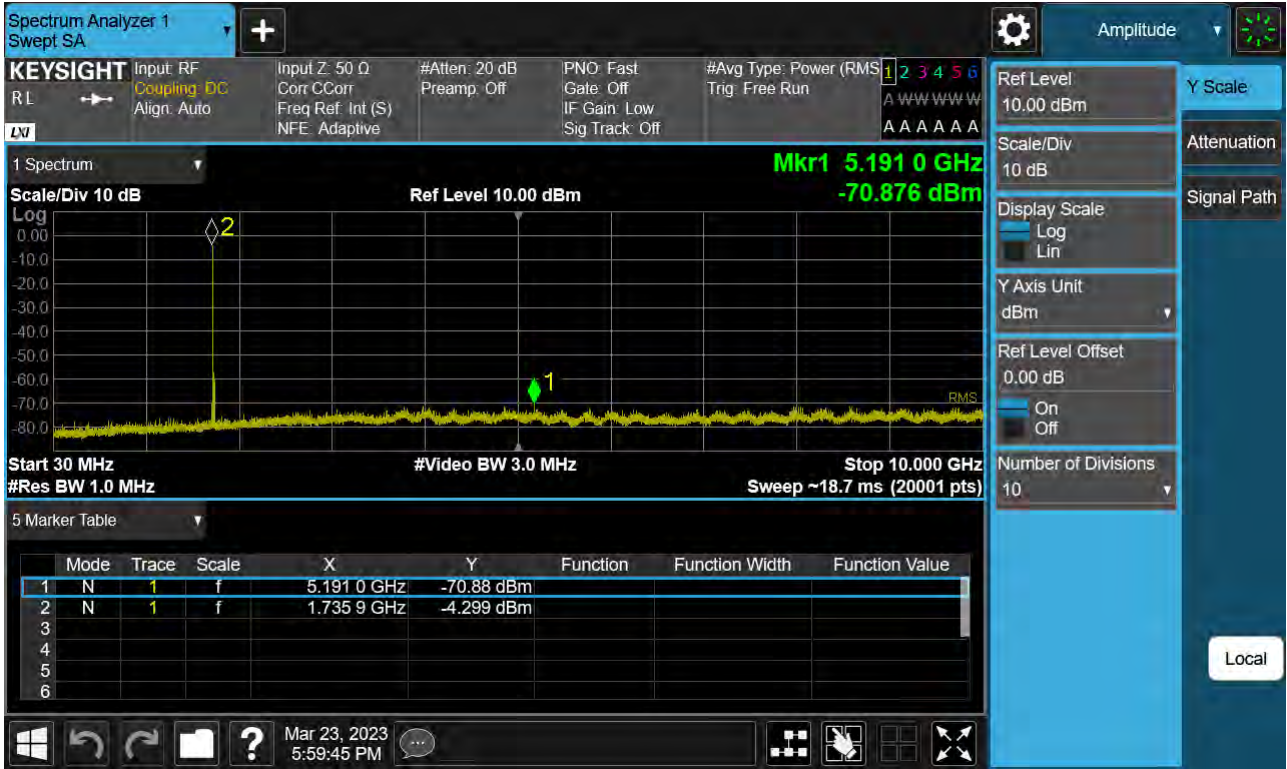 Spectrum Analyzer 1
Swept SA
Amplitude
KEYSIGHT
RL
LXI
Input: RF
Coupling: DC
Align: Auto
Input Z: 50 Ω
Corr CCorr
Freq Ref: Int (S)
NFE: Adaptive
#Atten: 20 dB
Preamp: Off
PNO: Fast
Gate: Off
IF Gain: Low
Sig Track: Off
#Avg Type: Power (RMS
Trig: Free Run
1 2 3 4 5 6
A W W W W W
A A A A A A
1 Spectrum
Mkr1 5.191 0 GHz
-70.876 dBm
Scale/Div 10 dB
Ref Level 10.00 dBm
Log
0.00
-10.0
-20.0
-30.0
-40.0
-50.0
-60.0
-70.0
-80.0
2
1
RMS
Start 30 MHz
#Video BW 3.0 MHz
Stop 10.000 GHz
#Res BW 1.0 MHz
Sweep ~18.7 ms (20001 pts)
5 Marker Table
Mode Trace Scale X Y Function Function Width Function Value
1 N 1 f 5.191 0 GHz -70.88 dBm
2 N 1 f 1.735 9 GHz -4.299 dBm
3
4
5
6
Ref Level
10.00 dBm
Scale/Div
10 dB
Display Scale
Log
Lin
Y Axis Unit
dBm
Ref Level Offset
0.00 dB
On
Off
Number of Divisions
10
Y Scale
Attenuation
Signal Path
Local
?
Mar 23, 2023
5:59:45 PM